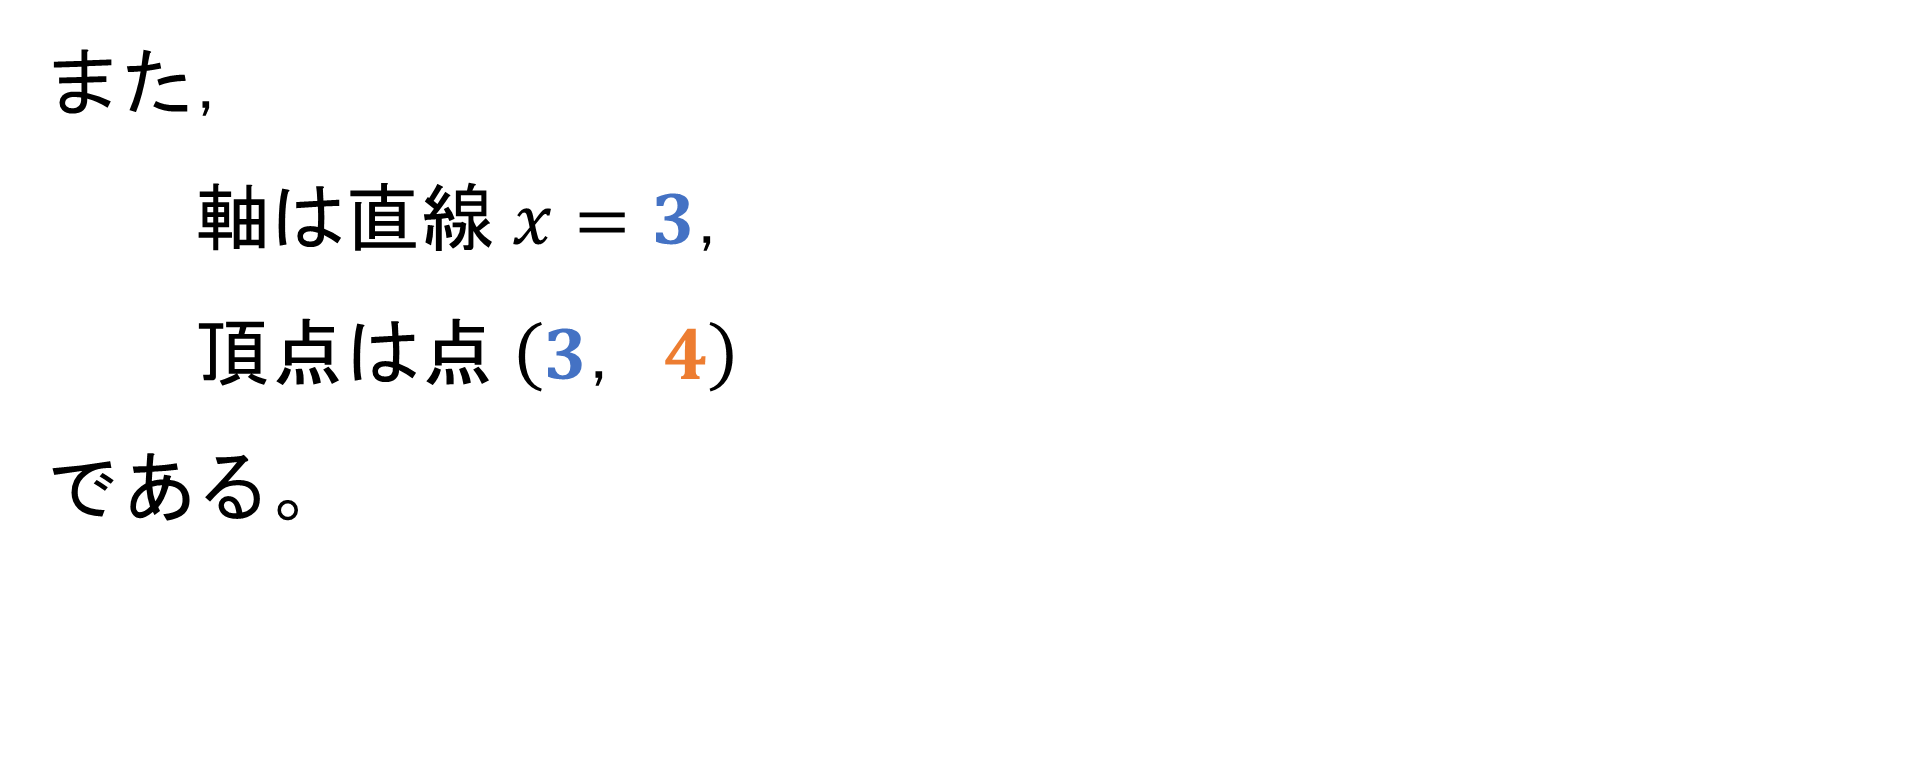 また,
軸は直線 x = 3,
頂点は点 (3, 4)
である。